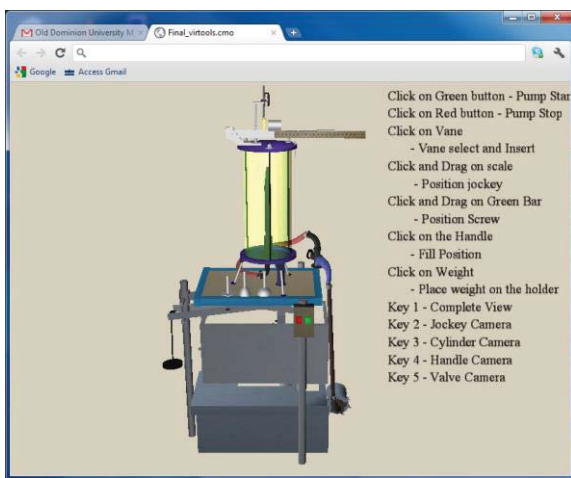 Old Dominion University M
Final_virtools.cmo
Google
Access Gmail
Click on Green button - Pump Star
Click on Red button - Pump Stop
Click on Vane
- Vane select and Insert
Click and Drag on scale
- Position jockey
Click and Drag on Green Bar
- Position Screw
Click on the Handle
- Fill Position
Click on Weight
- Place weight on the holder
Key 1 - Complete View
Key 2 - Jockey Camera
Key 3 - Cylinder Camera
Key 4 - Handle Camera
Key 5 - Valve Camera